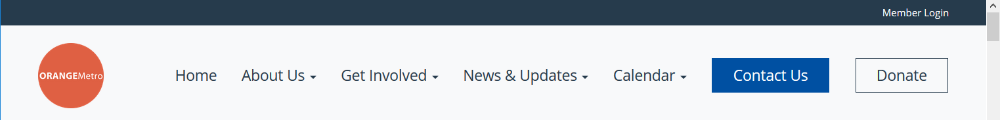 Member Login
ORANGEMetro
Home About Us Get Involved News & Updates Calendar Contact Us Donate